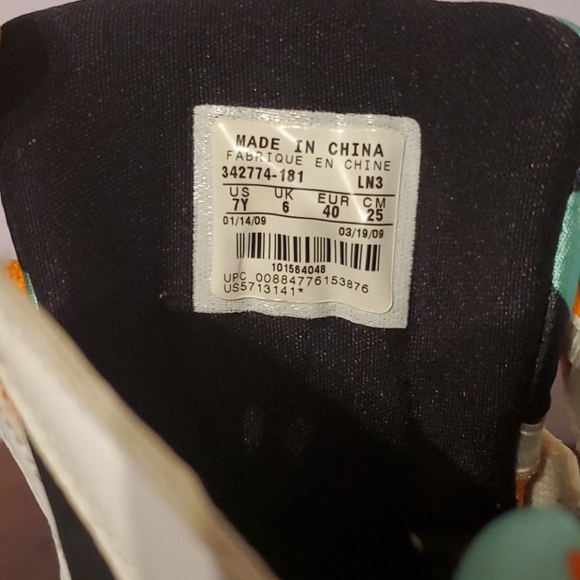 MADE IN CHINA
FABRIQUE EN CHINE
342774-181 LN3
US UK EUR CM
7Y 6 40 25
01/14/09 03/19/09
101564048
UPC 00884776153876
US5713141*